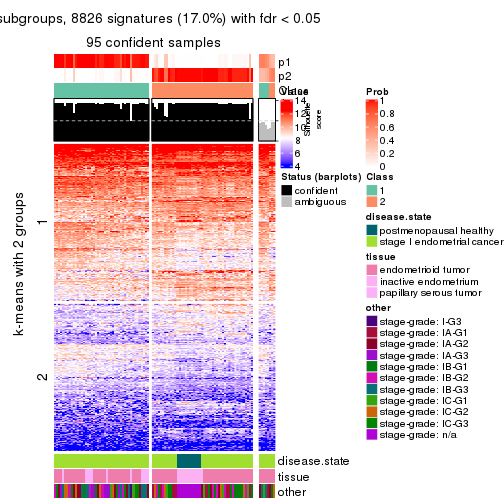 subgroups, 8826 signatures (17.0%) with fdr < 0.05
95 confident samples
p1
p2
Class
Value
14
12
10
8
6
4
Silhouette
score
Prob
1
0.8
0.6
0.4
0.2
0
Status (barplots)
confident
ambiguous
Class
1
2
disease.state
postmenopausal healthy
stage I endometrial cancer
tissue
endometrioid tumor
inactive endometrium
papillary serous tumor
other
stage-grade: I-G3
stage-grade: IA-G1
stage-grade: IA-G2
stage-grade: IA-G3
stage-grade: IB-G1
stage-grade: IB-G2
stage-grade: IB-G3
stage-grade: IC-G1
stage-grade: IC-G2
stage-grade: IC-G3
stage-grade: n/a
k-means with 2 groups
1
2
disease.state
tissue
other